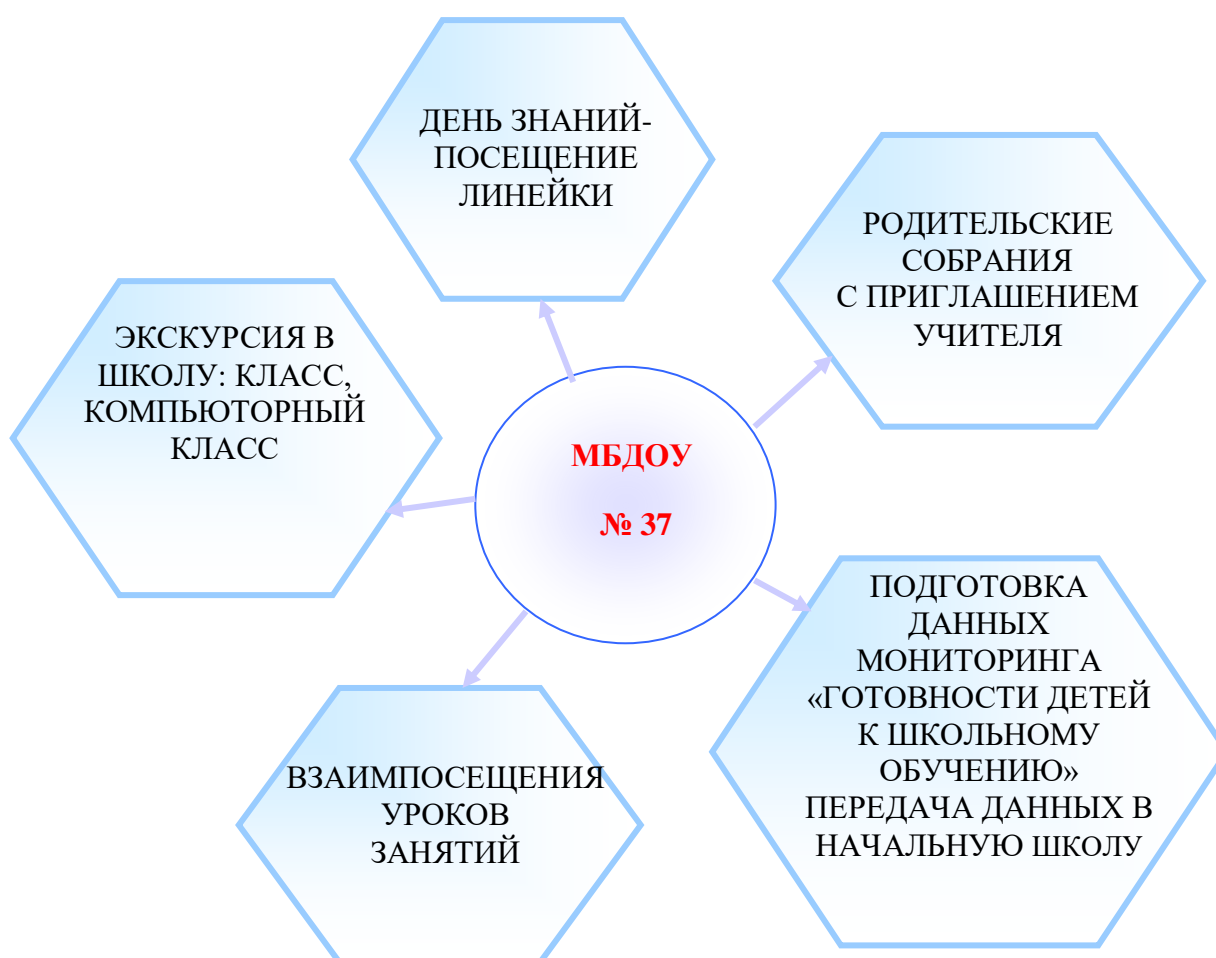 ДЕНЬ ЗНАНИЙ-
ПОСЕЩЕНИЕ
ЛИНЕЙКИ
РОДИТЕЛЬСКИЕ
СОБРАНИЯ
С ПРИГЛАШЕНИЕМ
УЧИТЕЛЯ
ЭКСКУРСИЯ В
ШКОЛУ: КЛАСС,
КОМПЬЮТОРНЫЙ
КЛАСС
МБДОУ
№ 37
ПОДГОТОВКА
ДАННЫХ
МОНИТОРИНГА
«ГОТОВНОСТИ ДЕТЕЙ
К ШКОЛЬНОМУ
ОБУЧЕНИЮ»
ПЕРЕДАЧА ДАННЫХ В
НАЧАЛЬНУЮ ШКОЛУ
ВЗАИМПОСЕЩЕНИЯ
УРОКОВ
ЗАНЯТИЙ